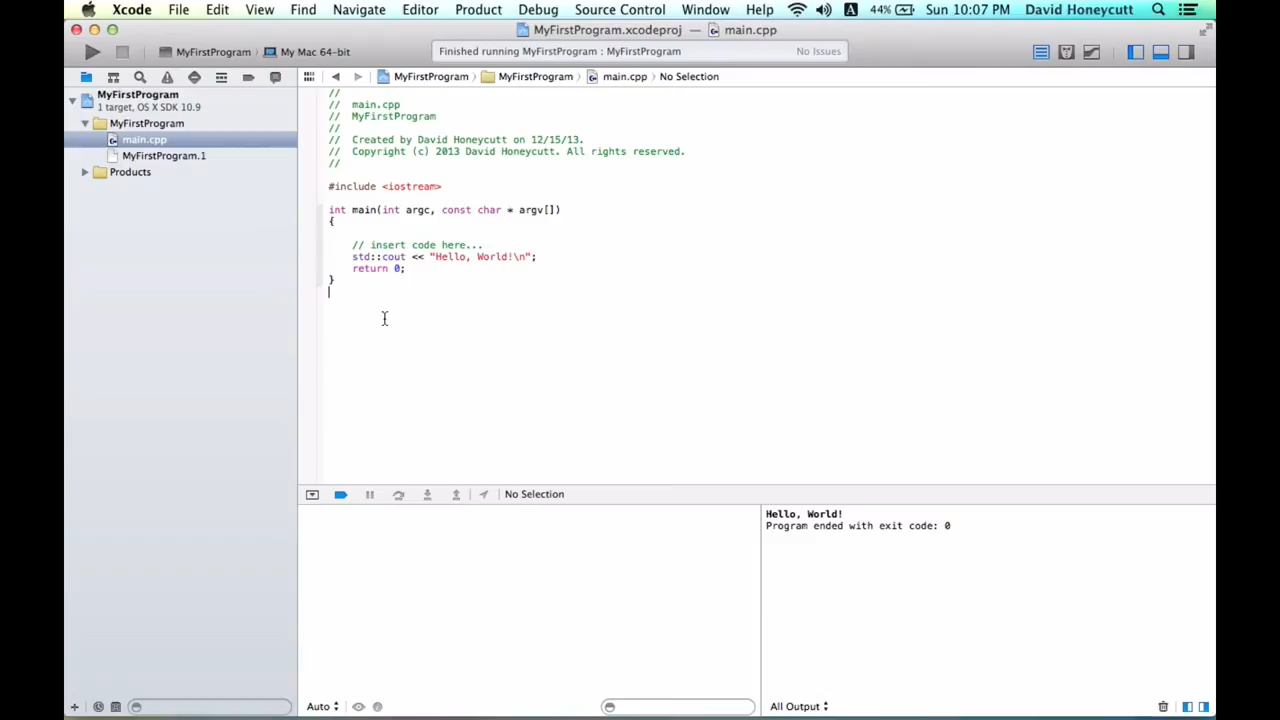 Xcode File Edit View Find Navigate Editor Product Debug Source Control Window Help A 44% Sun 10:07 PM David Honeycutt
MyFirstProgram.xcodeproj — main.cpp
MyFirstProgram My Mac 64-bit Finished running MyFirstProgram : MyFirstProgram No Issues
MyFirstProgram MyFirstProgram main.cpp No Selection
MyFirstProgram
1 target, OS X SDK 10.9
MyFirstProgram
main.cpp
MyFirstProgram.1
Products
//
// main.cpp
// MyFirstProgram
//
// Created by David Honeycutt on 12/15/13.
// Copyright (c) 2013 David Honeycutt. All rights reserved.
//
#include <iostream>
int main(int argc, const char * argv[])
{
// insert code here...
std::cout << "Hello, World!\n";
return 0;
}
No Selection
Hello, World!
Program ended with exit code: 0
Auto
All Output